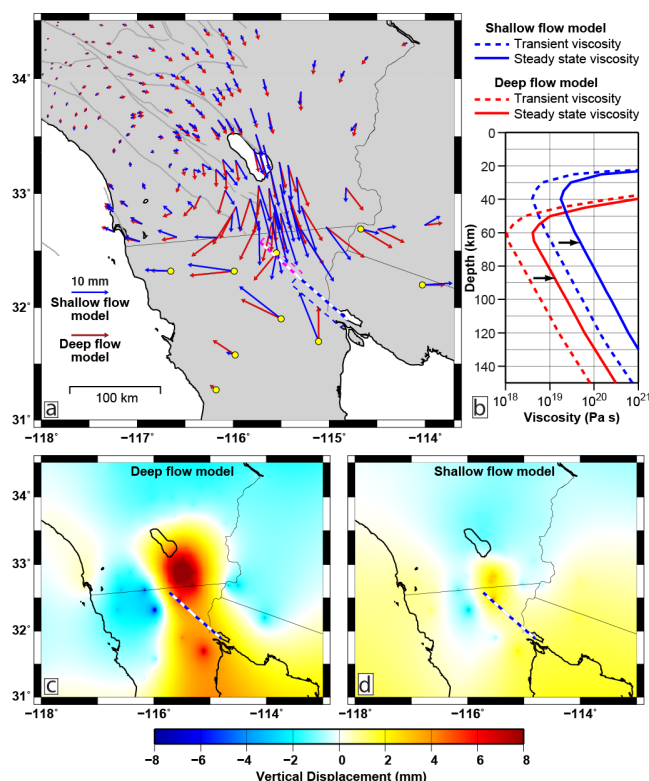 34°
33°
32°
31°
−118
−117
−116
−115
−114
10 mm
Shallow flow
model
Deep flow
model
100 km
a
Shallow flow model
Transient viscosity
Steady state viscosity
Deep flow model
Transient viscosity
Steady state viscosity
0
20
40
60
80
100
120
140
Depth(km)
10¹⁸
10¹⁹
10²⁰
10²¹
Viscosity (Pa s)
b
Deep flow model
34°
33°
32°
31°
−118
−116
−114
c
Shallow flow model
−118
−116
−114
d
−8
−6
−4
−2
0
2
4
6
8
Vertical Displacement (mm)